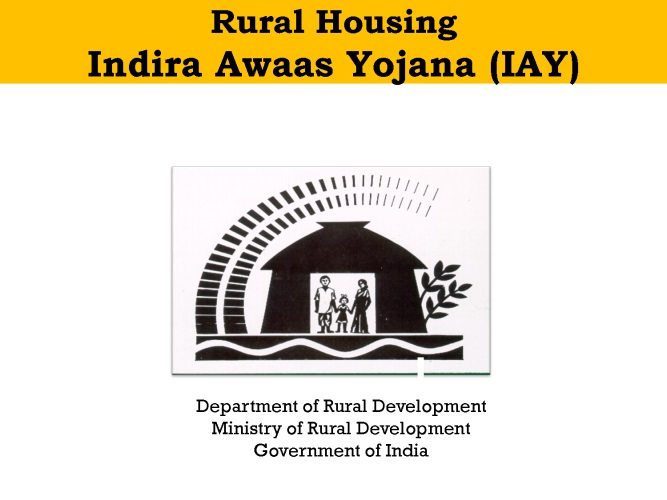 Rural Housing
Indira Awaas Yojana (IAY)
Department of Rural Development
Ministry of Rural Development
Government of India